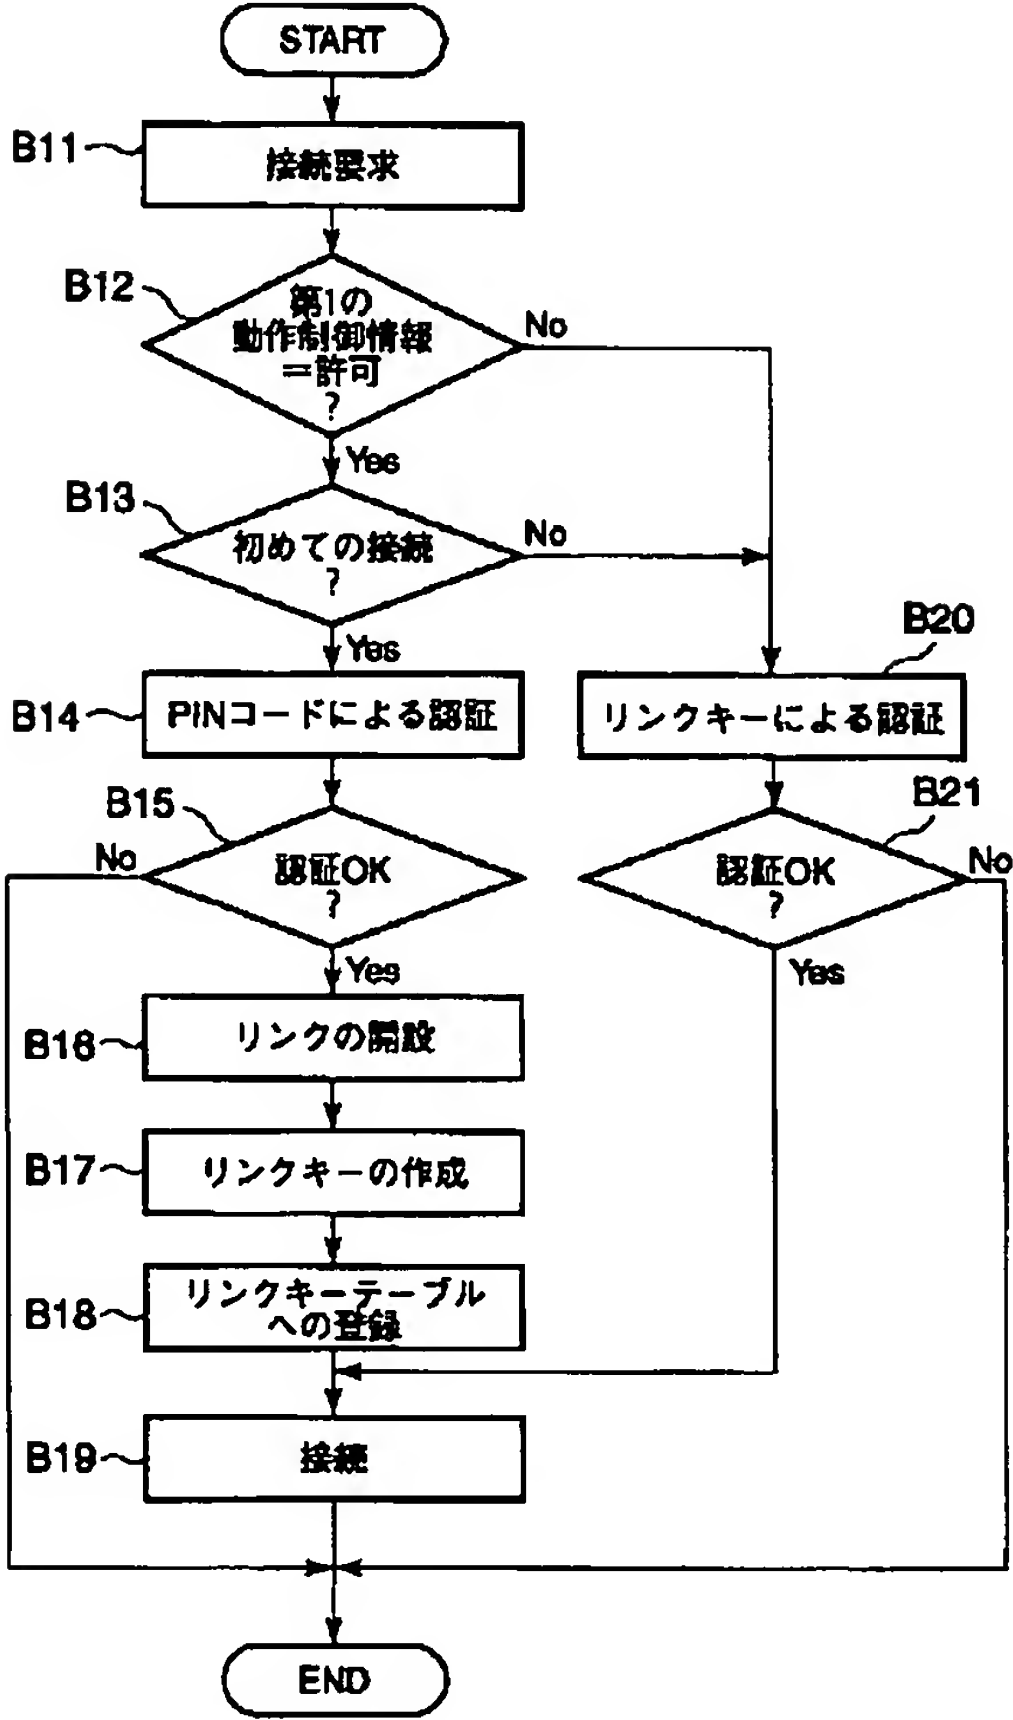 START
B11
接続要求
B12
第1の
動作制御情報
＝許可
?
No
Yes
B13
初めての接続
?
No
Yes
B14
PINコードによる認証
B20
リンクキーによる認証
B15
認証OK
?
No
Yes
B21
認証OK
?
No
Yes
B16
リンクの開設
B17
リンクキーの作成
B18
リンクキーテーブル
への登録
B19
接続
END